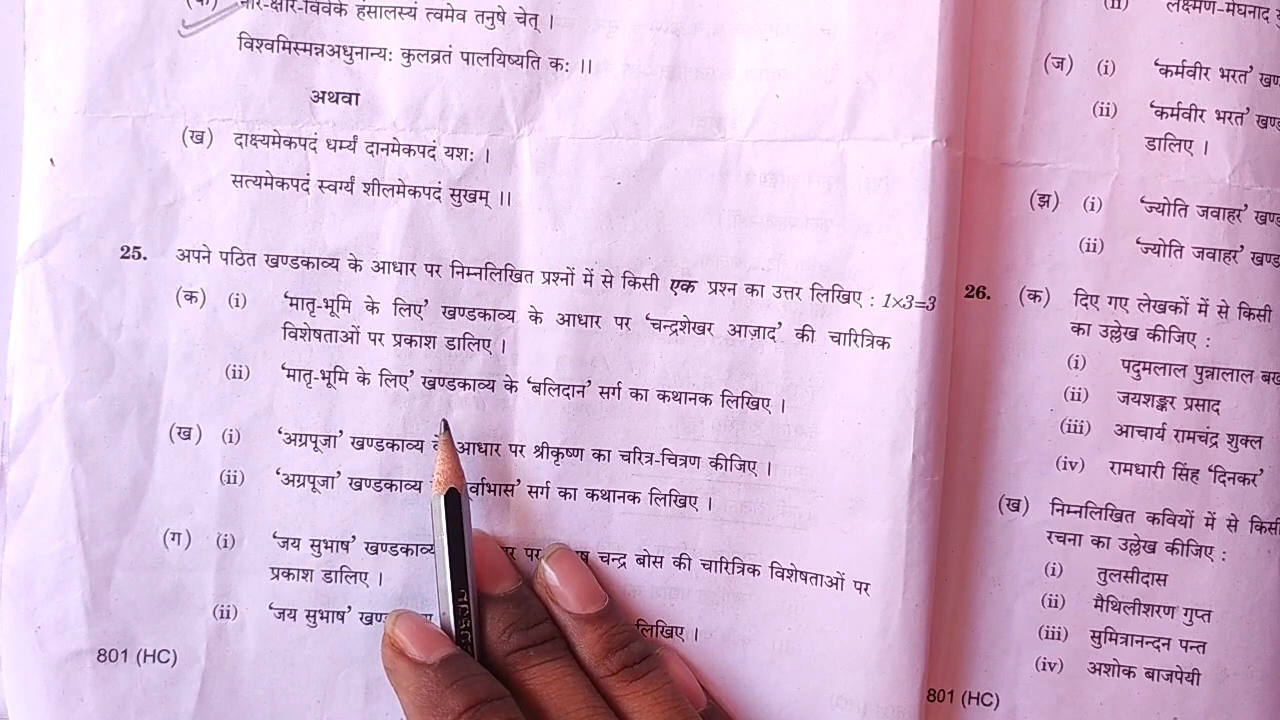 नीर-क्षीर-विवेके हंसालस्यं त्वमेव तनुषे चेत् ।
विश्वमिस्मन्नअधुनान्यः कुलव्रतं पालयिष्यति कः ।।
अथवा
(ख) दाक्ष्यमेकपदं धर्म्यं दानमेकपदं यशः ।
सत्यमेकपदं स्वर्ग्यं शीलमेकपदं सुखम् ।।
25. अपने पठित खण्डकाव्य के आधार पर निम्नलिखित प्रश्नों में से किसी एक प्रश्न का उत्तर लिखिए : 1×3=3
(क) (i) ‘मातृ-भूमि के लिए’ खण्डकाव्य के आधार पर ‘चन्द्रशेखर आज़ाद’ की चारित्रिक
विशेषताओं पर प्रकाश डालिए ।
(ii) ‘मातृ-भूमि के लिए’ खण्डकाव्य के ‘बलिदान’ सर्ग का कथानक लिखिए ।
(ख) (i) ‘अग्रपूजा’ खण्डकाव्य के आधार पर श्रीकृष्ण का चरित्र-चित्रण कीजिए ।
(ii) ‘अग्रपूजा’ खण्डकाव्य सर्ग का कथानक लिखिए ।
(ग) (i) ‘जय सुभाष’ खण्डकाव्य पर चन्द्र बोस की चारित्रिक विशेषताओं पर
प्रकाश डालिए ।
(ii) ‘जय सुभाष’ लिखिए ।
801 (HC)
(ii) लक्ष्मण-मेघनाद
(ज) (i) ‘कर्मवीर भरत’
(ii) ‘कर्मवीर भरत’
डालिए ।
(झ) (i) ‘ज्योति जवाहर’
(ii) ‘ज्योति जवाहर’
26. (क) दिए गए लेखकों में से किसी
का उल्लेख कीजिए :
(i) पदुमलाल पुन्नालाल
(ii) जयशङ्कर प्रसाद
(iii) आचार्य रामचंद्र शुक्ल
(iv) रामधारी सिंह ‘दिनकर’
(ख) निम्नलिखित कवियों में से किसी
रचना का उल्लेख कीजिए :
(i) तुलसीदास
(ii) मैथिलीशरण गुप्त
(iii) सुमित्रानन्दन पन्त
(iv) अशोक बाजपेयी
801 (HC)